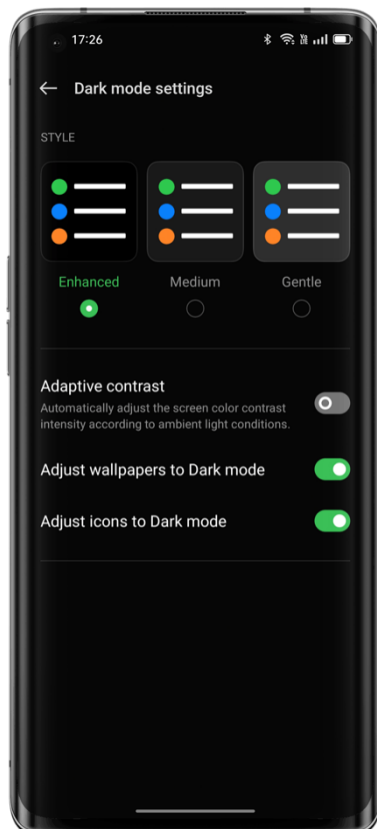 17:26
Dark mode settings
STYLE
Enhanced
Medium
Gentle
Adaptive contrast
Automatically adjust the screen color contrast
intensity according to ambient light conditions.
Adjust wallpapers to Dark mode
Adjust icons to Dark mode